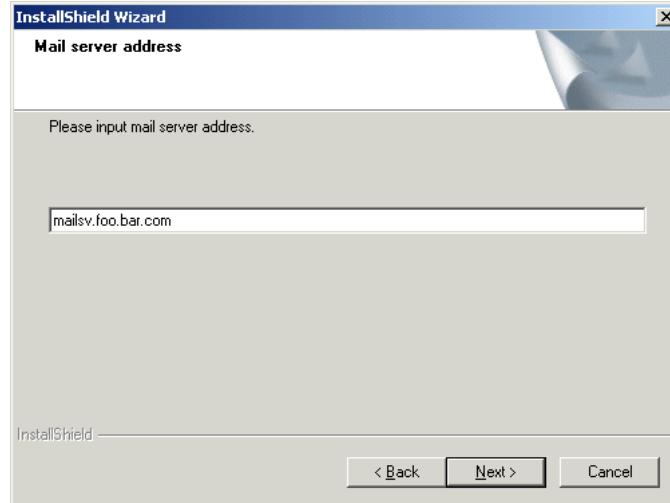 InstallShield Wizard
Mail server address
Please input mail server address.
mailsv.foo.bar.com
InstallShield
< Back Next > Cancel